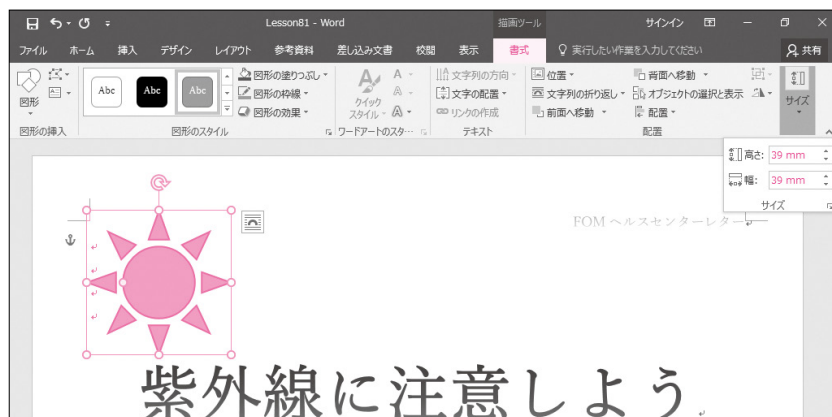 Lesson81 - Word
描画ツール
サインイン
ファイル ホーム 挿入 デザイン レイアウト 参考資料 差し込み文書 校閲 表示 書式 実行したい作業を入力してください 共有
図形
図形の挿入
Abc Abc Abc
図形の塗りつぶし
図形の枠線
図形の効果
図形のスタイル
クイック
スタイル
ワードアートのスタ…
文字列の方向
文字の配置
リンクの作成
テキスト
位置
文字列の折り返し
前面へ移動
背面へ移動
オブジェクトの選択と表示
配置
配置
サイズ
高さ: 39 mm
幅: 39 mm
サイズ
FOM ヘルスセンターレター
紫外線に注意しよう